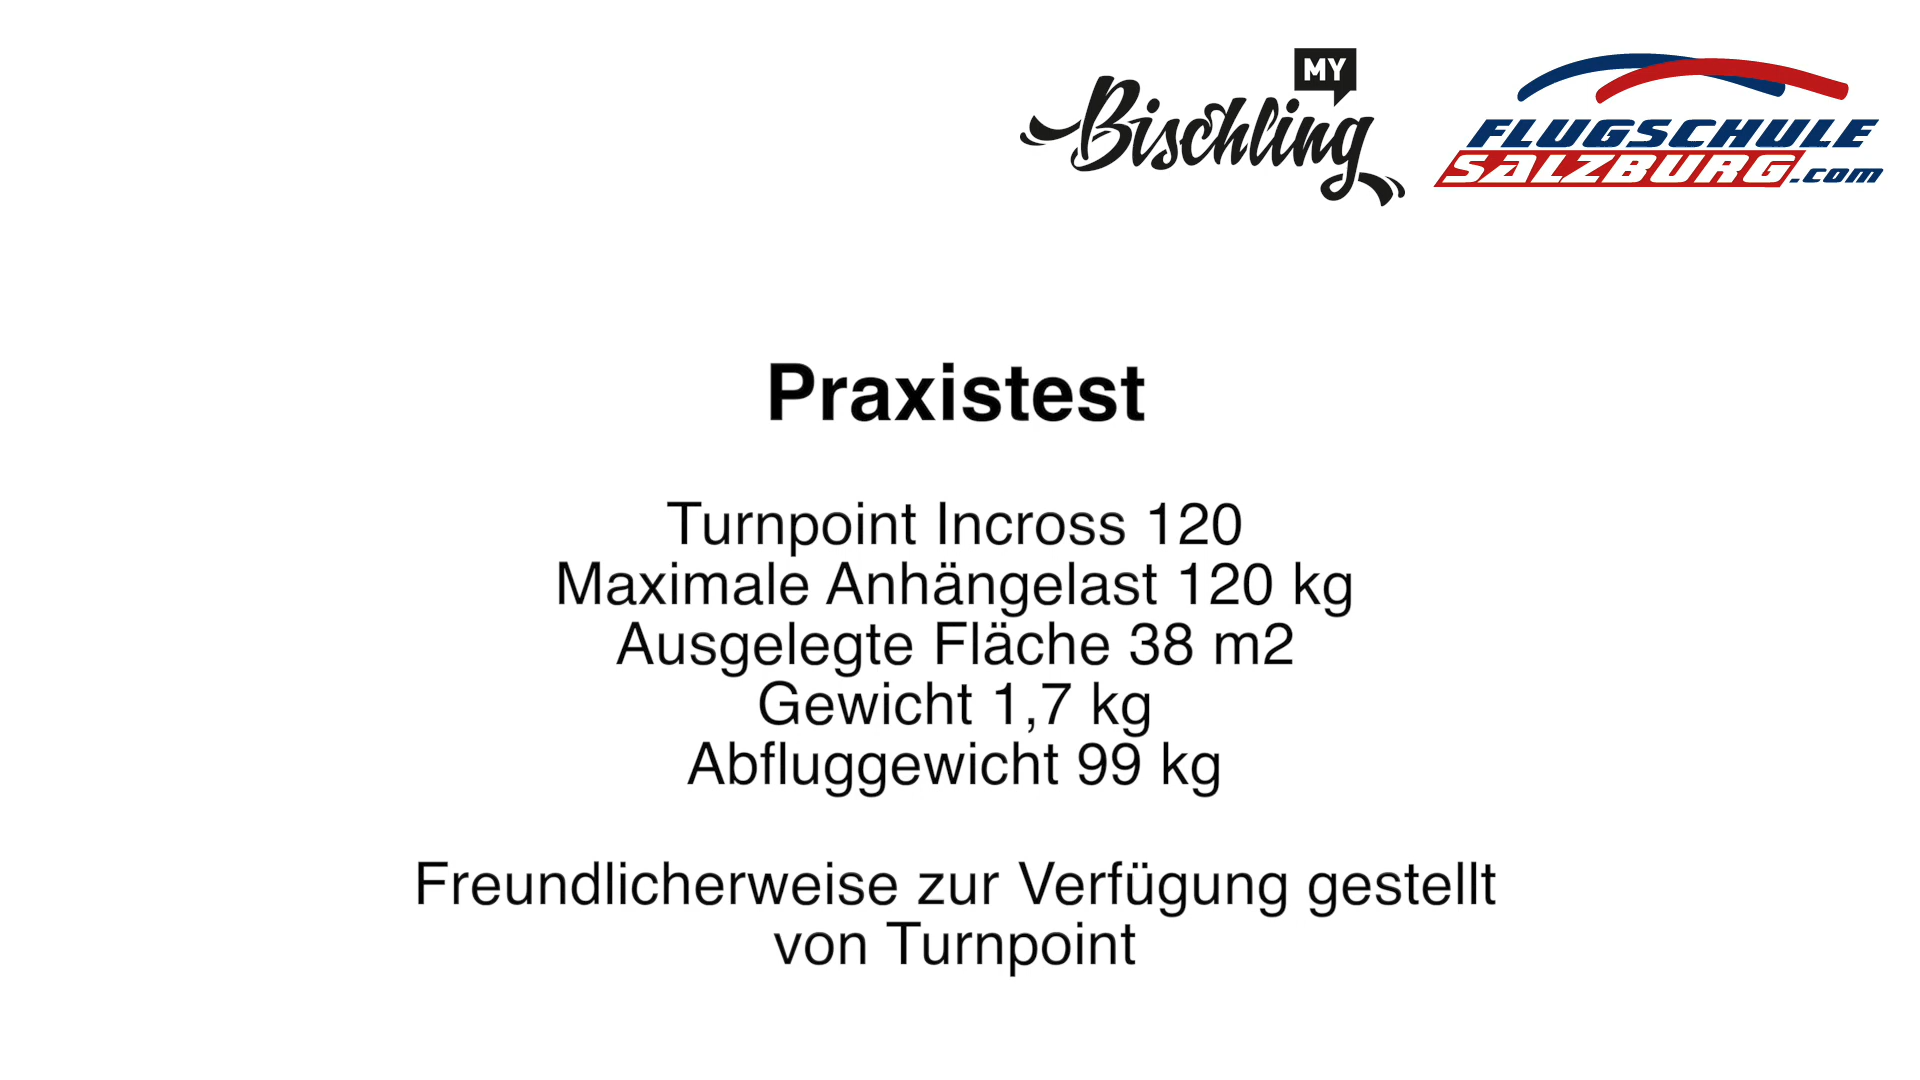 MY
Bischling
FLUGSCHULE
SALZBURG.com
Praxistest
Turnpoint Incross 120
Maximale Anhängelast 120 kg
Ausgelegte Fläche 38 m2
Gewicht 1,7 kg
Abfluggewicht 99 kg
Freundlicherweise zur Verfügung gestellt
von Turnpoint